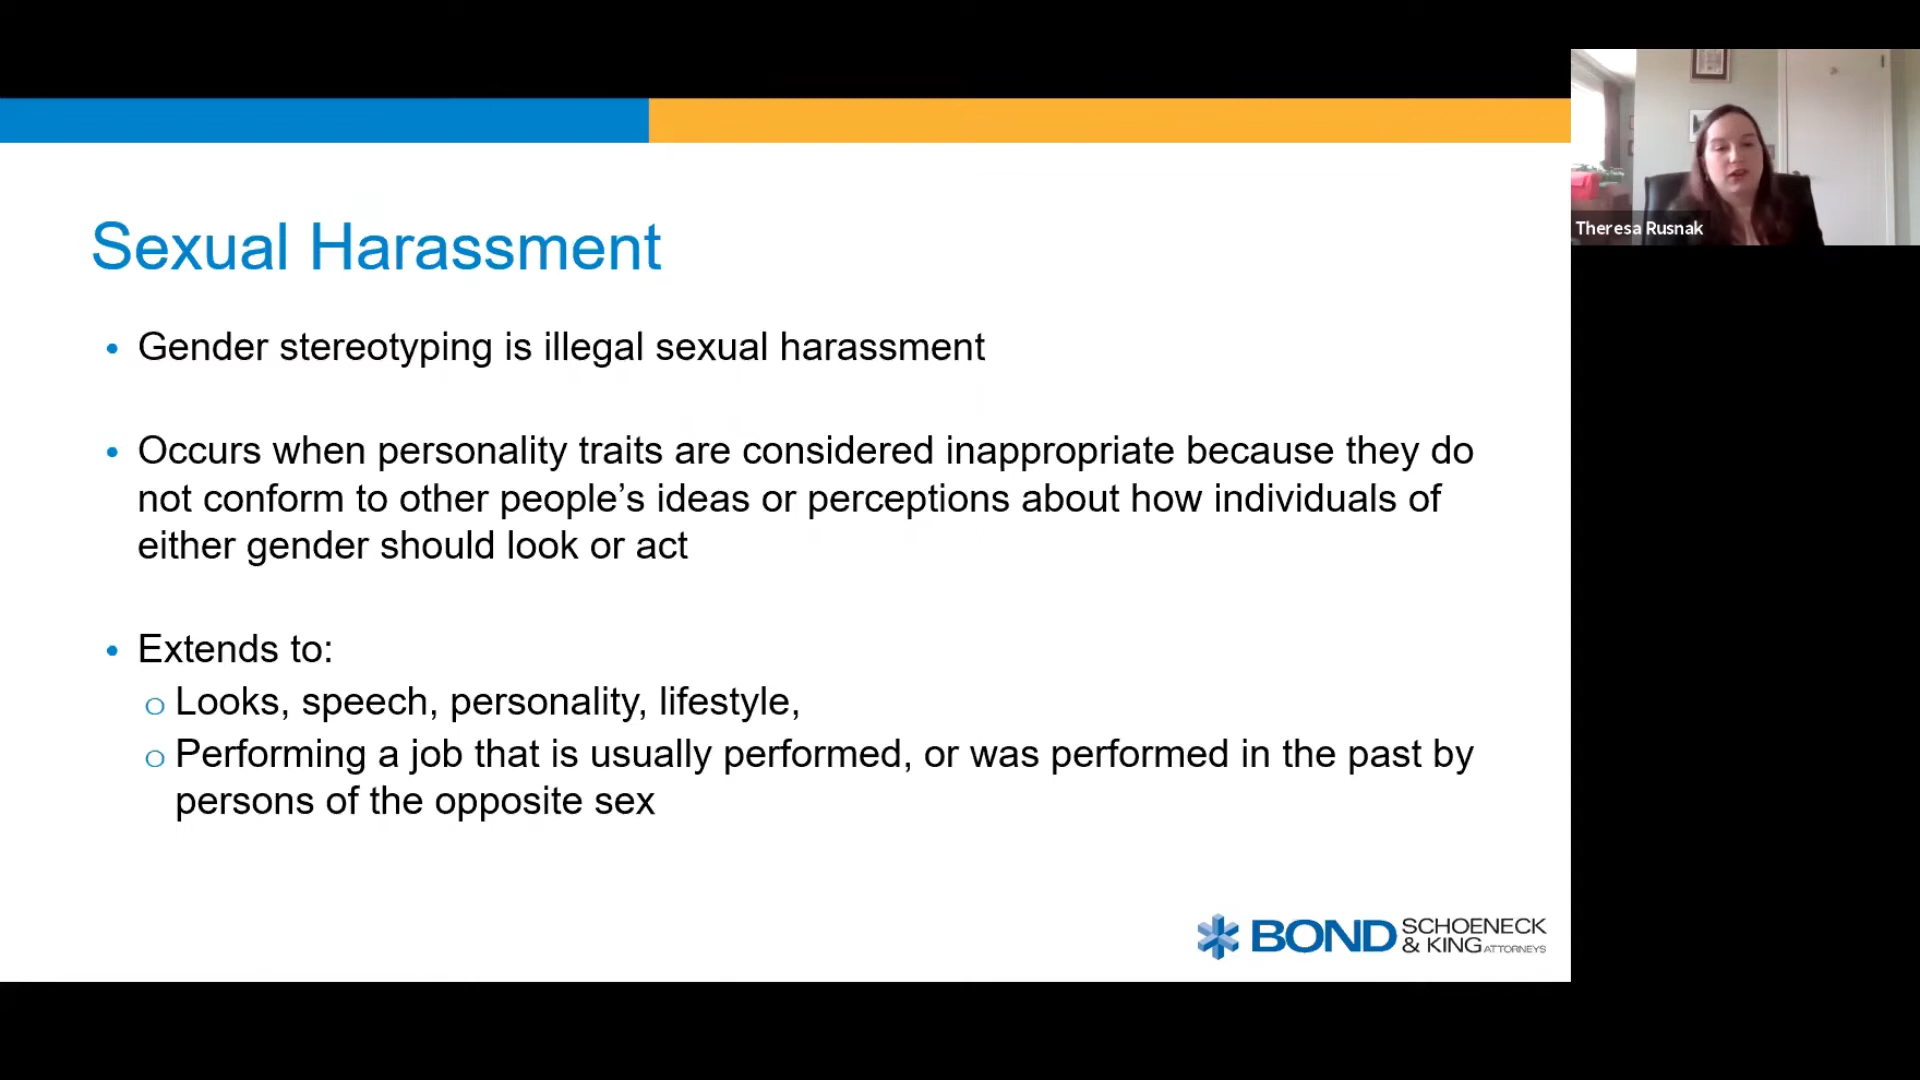 Sexual Harassment
• Gender stereotyping is illegal sexual harassment
• Occurs when personality traits are considered inappropriate because they do
not conform to other people’s ideas or perceptions about how individuals of
either gender should look or act
• Extends to:
o Looks, speech, personality, lifestyle,
o Performing a job that is usually performed, or was performed in the past by
persons of the opposite sex
BOND SCHOENECK
& KING ATTORNEYS
Theresa Rusnak